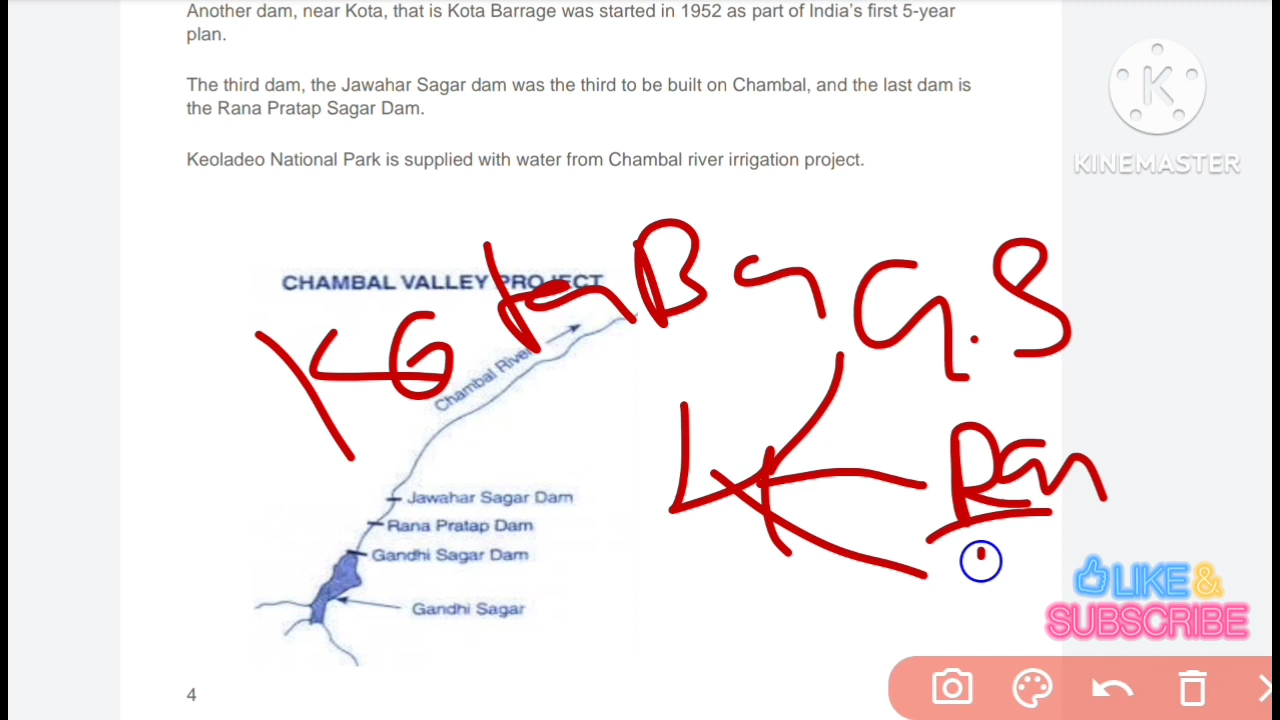 Another dam, near Kota, that is Kota Barrage was started in 1952 as part of India's first 5-year
plan.
The third dam, the Jawahar Sagar dam was the third to be built on Chambal, and the last dam is
the Rana Pratap Sagar Dam.
K
KINEMASTER
Keoladeo National Park is supplied with water from Chambal river irrigation project.
CHAMBAL VALLEY PROJECT
G.S
Chambal River
Ran
Jawahar Sagar Dam
Rana Pratap Dam
Gandhi Sagar Dam
Gandhi Sagar
LIKE &
SUBSCRIBE
4